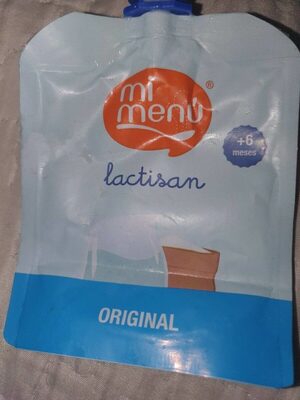 mi
menú
®
+6
meses
lactisan
ORIGINAL